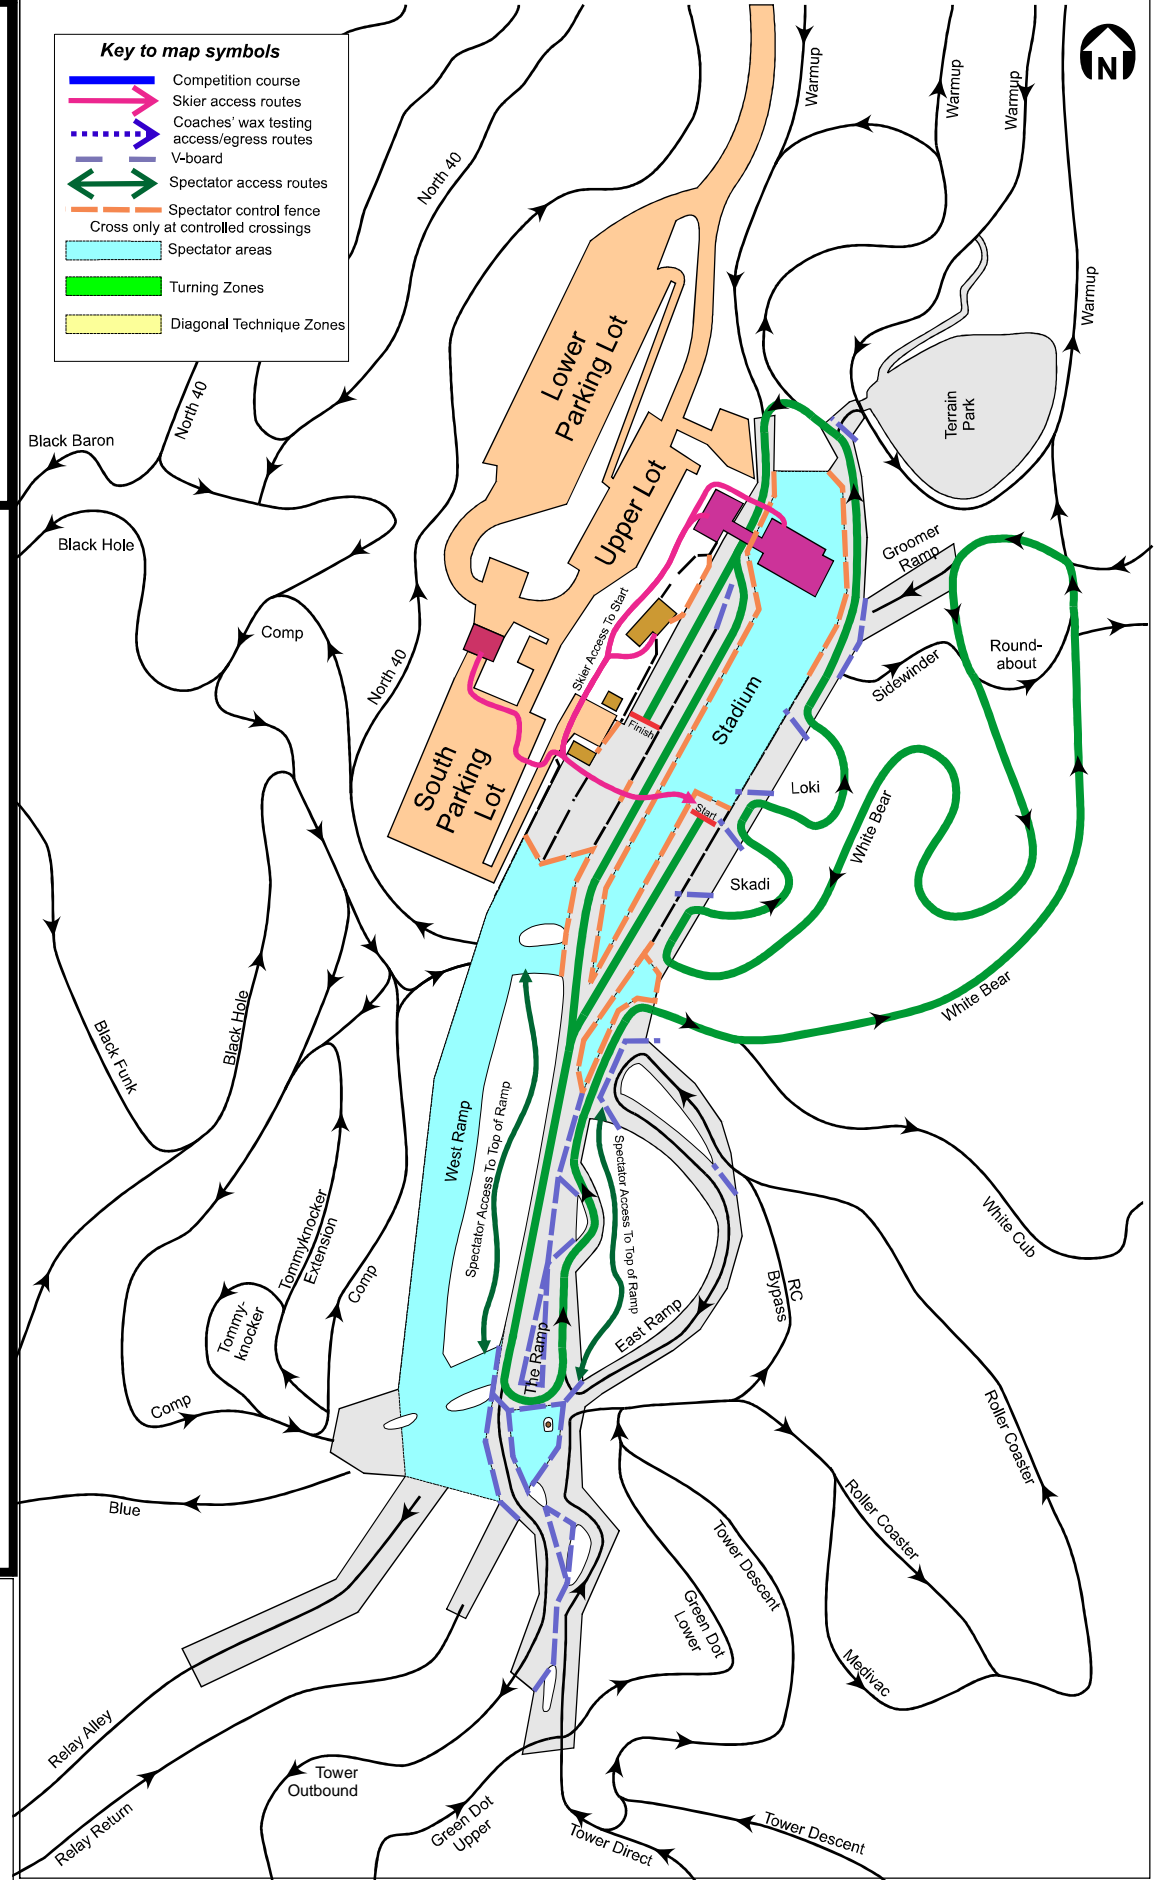 Key to map symbols
Competition course
Skier access routes
Coaches' wax testing
access/egress routes
V-board
Spectator access routes
Spectator control fence
Cross only at controlled crossings
Spectator areas
Turning Zones
Diagonal Technique Zones
N
Warmup
Warmup
Warmup
North 40
Warmup
Lower
Parking Lot
North 40
Terrain
Park
Black Baron
Upper Lot
Black Hole
Groomer
Ramp
Comp
Skier Access To Start
Round-
about
Sidewinder
North 40
Stadium
Finish
South
Parking
Lot
Loki
Start
White Bear
Skadi
White Bear
Black Hole
Black Funk
West Ramp
Spectator Access To Top of Ramp
Spectator Access To Top of Ramp
White Cub
Tommyknocker
Extension
Comp
RC
Bypass
Tommy-
knocker
East Ramp
The Ramp
Comp
Roller Coaster
Blue
Roller Coaster
Tower Descent
Green Dot
Lower
Medivac
Relay Alley
Tower
Outbound
Relay Return
Green Dot
Upper
Tower Direct
Tower Descent